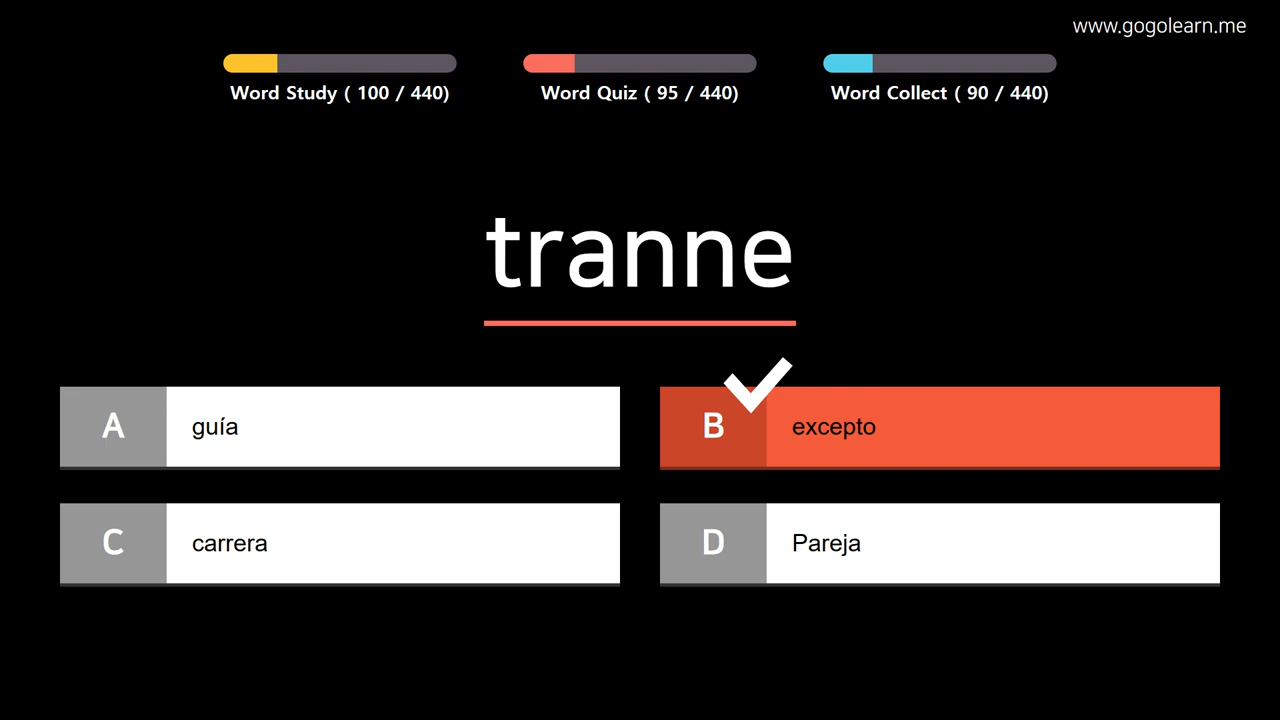 www.gogolearn.me
Word Study ( 100 / 440)
Word Quiz ( 95 / 440)
Word Collect ( 90 / 440)
tranne
A guía
B excepto
C carrera
D Pareja